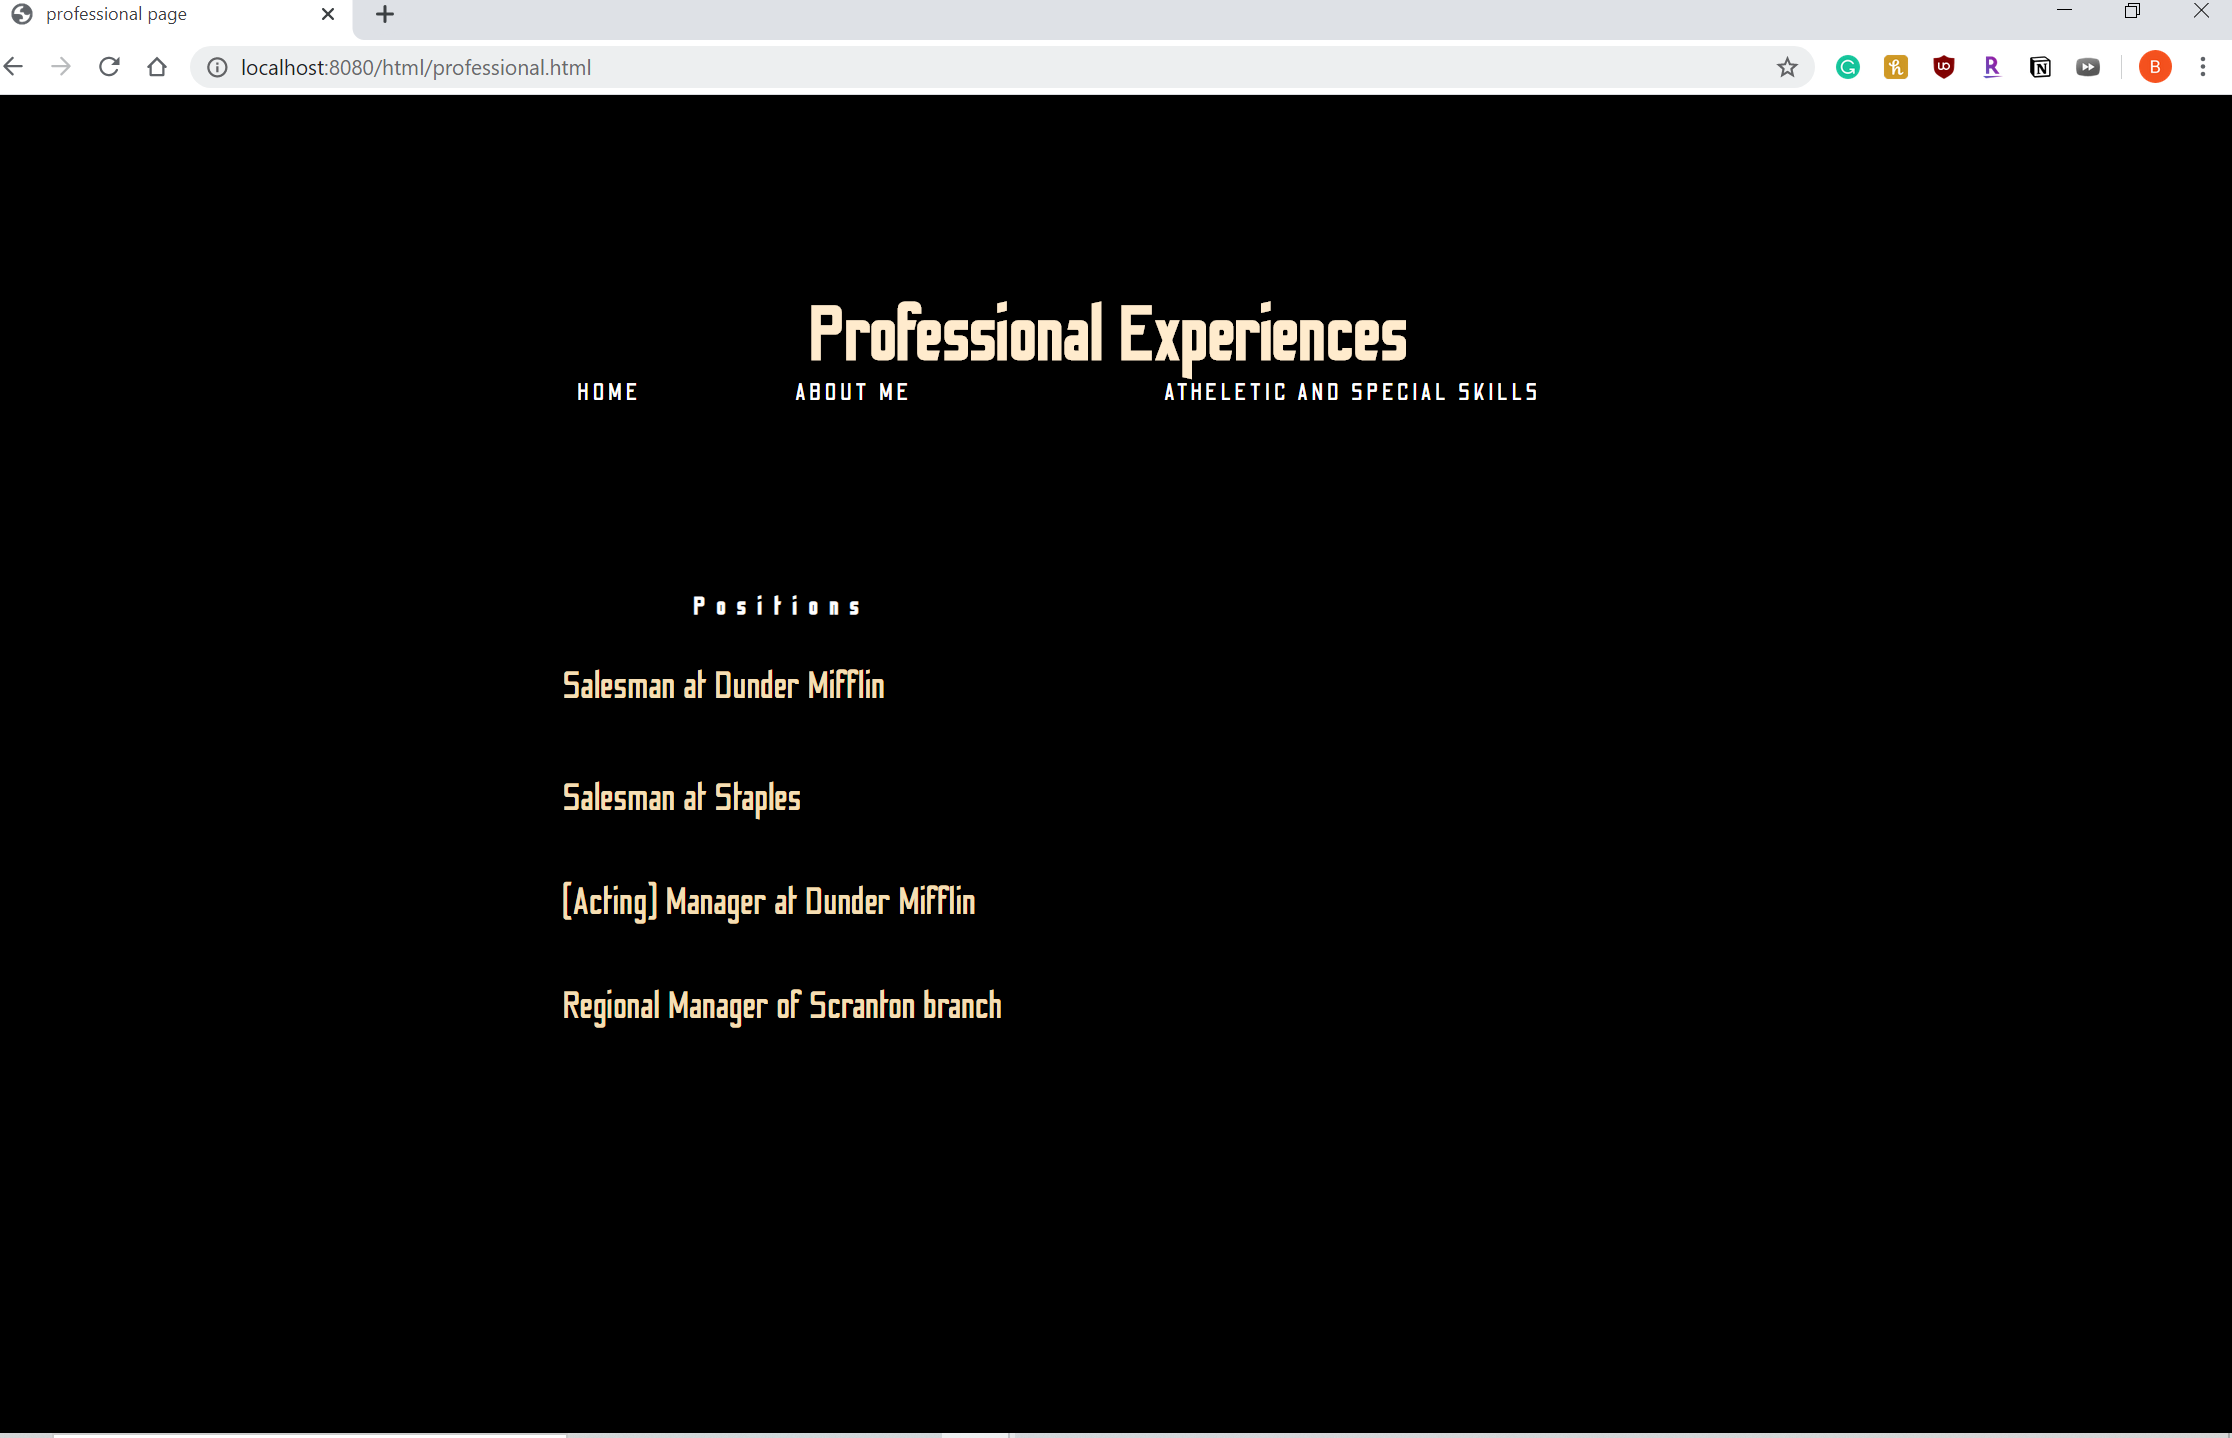 professional page
localhost:8080/html/professional.html
B
Professional Experiences
HOME ABOUT ME ATHELETIC AND SPECIAL SKILLS
Positions
Salesman at Dunder Mifflin
Salesman at Staples
(Acting) Manager at Dunder Mifflin
Regional Manager of Scranton branch